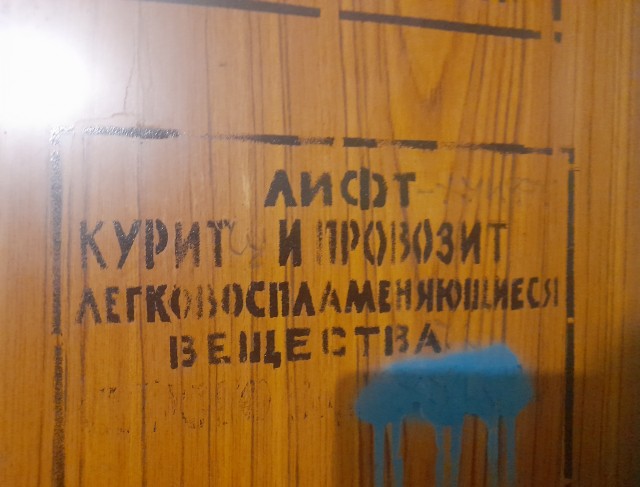 ЛИФТ
КУРИТ И ПРОВОЗИТ
ЛЕГКОВОСПЛАМЕНЯЮЩИЕСЯ
ВЕЩЕСТВА